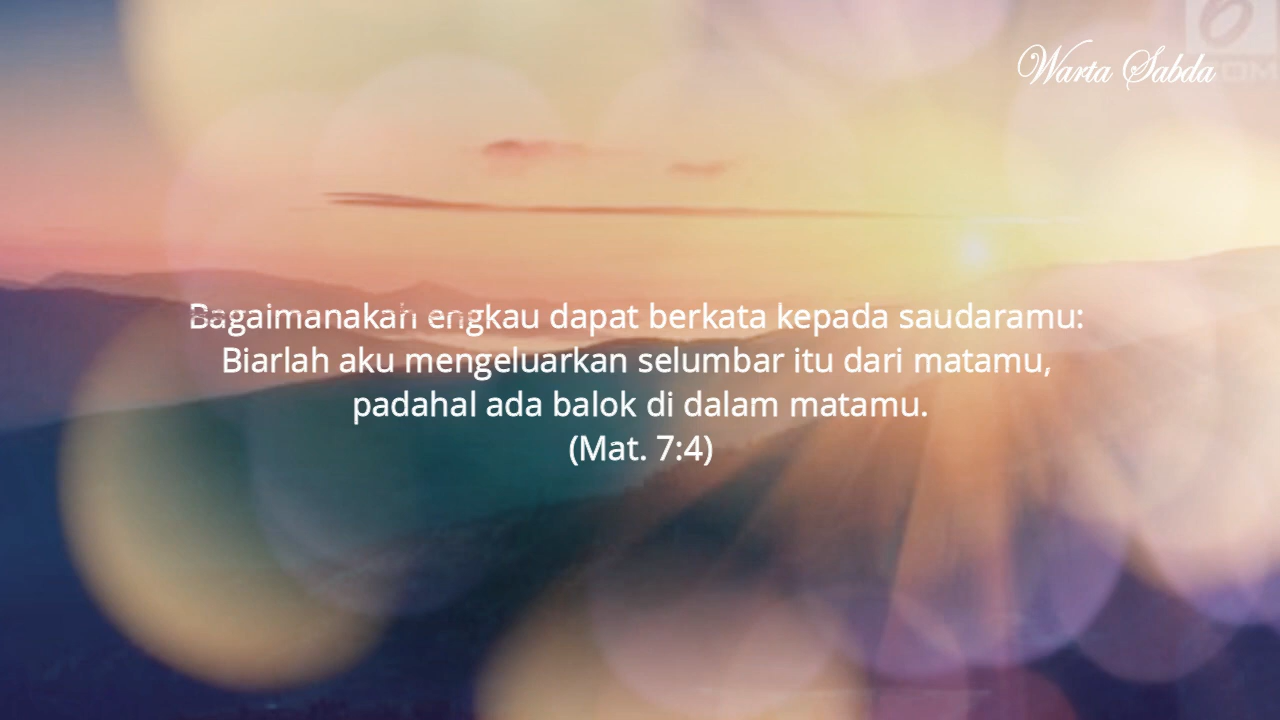 Warta Sabda
Bagaimanakah engkau dapat berkata kepada saudaramu:
Biarlah aku mengeluarkan selumbar itu dari matamu,
padahal ada balok di dalam matamu.
(Mat. 7:4)